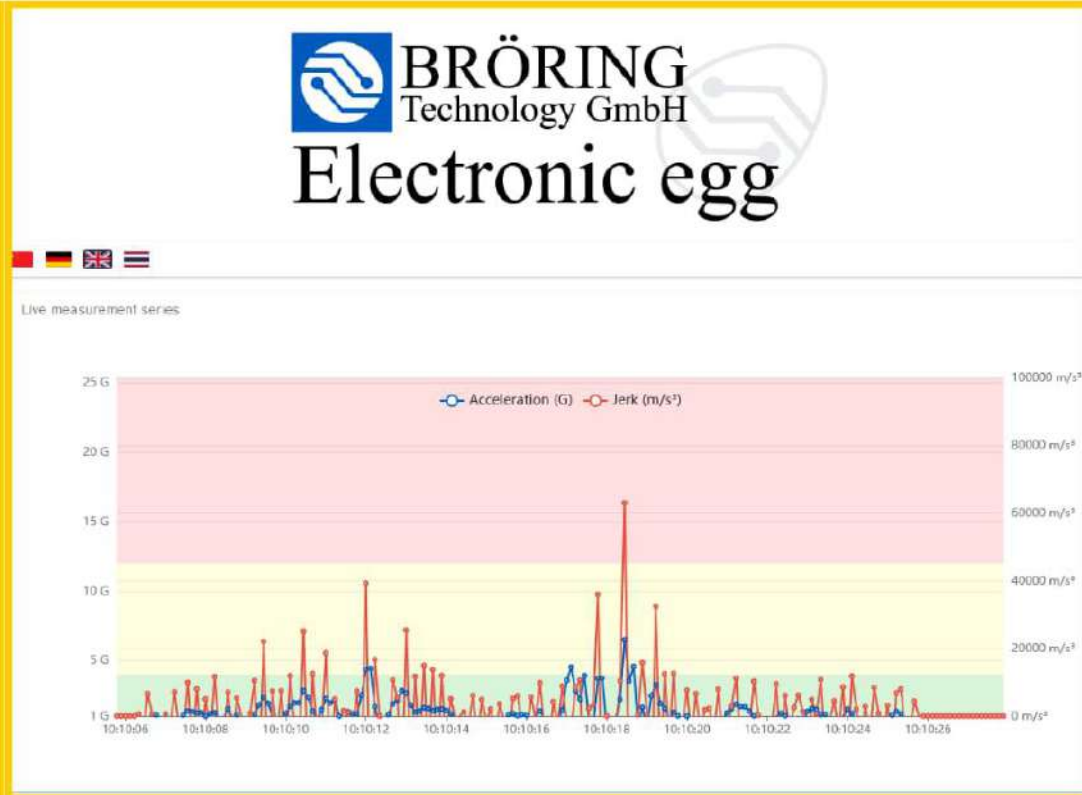 BRÖRING
Technology GmbH
Electronic egg
Live measurement series
Acceleration (G) Jerk (m/s³)
25 G
20 G
15 G
10 G
5 G
1 G
100000 m/s³
80000 m/s³
60000 m/s³
40000 m/s³
20000 m/s³
0 m/s³
10:10:06 10:10:08 10:10:10 10:10:12 10:10:14 10:10:16 10:10:18 10:10:20 10:10:22 10:10:24 10:10:26